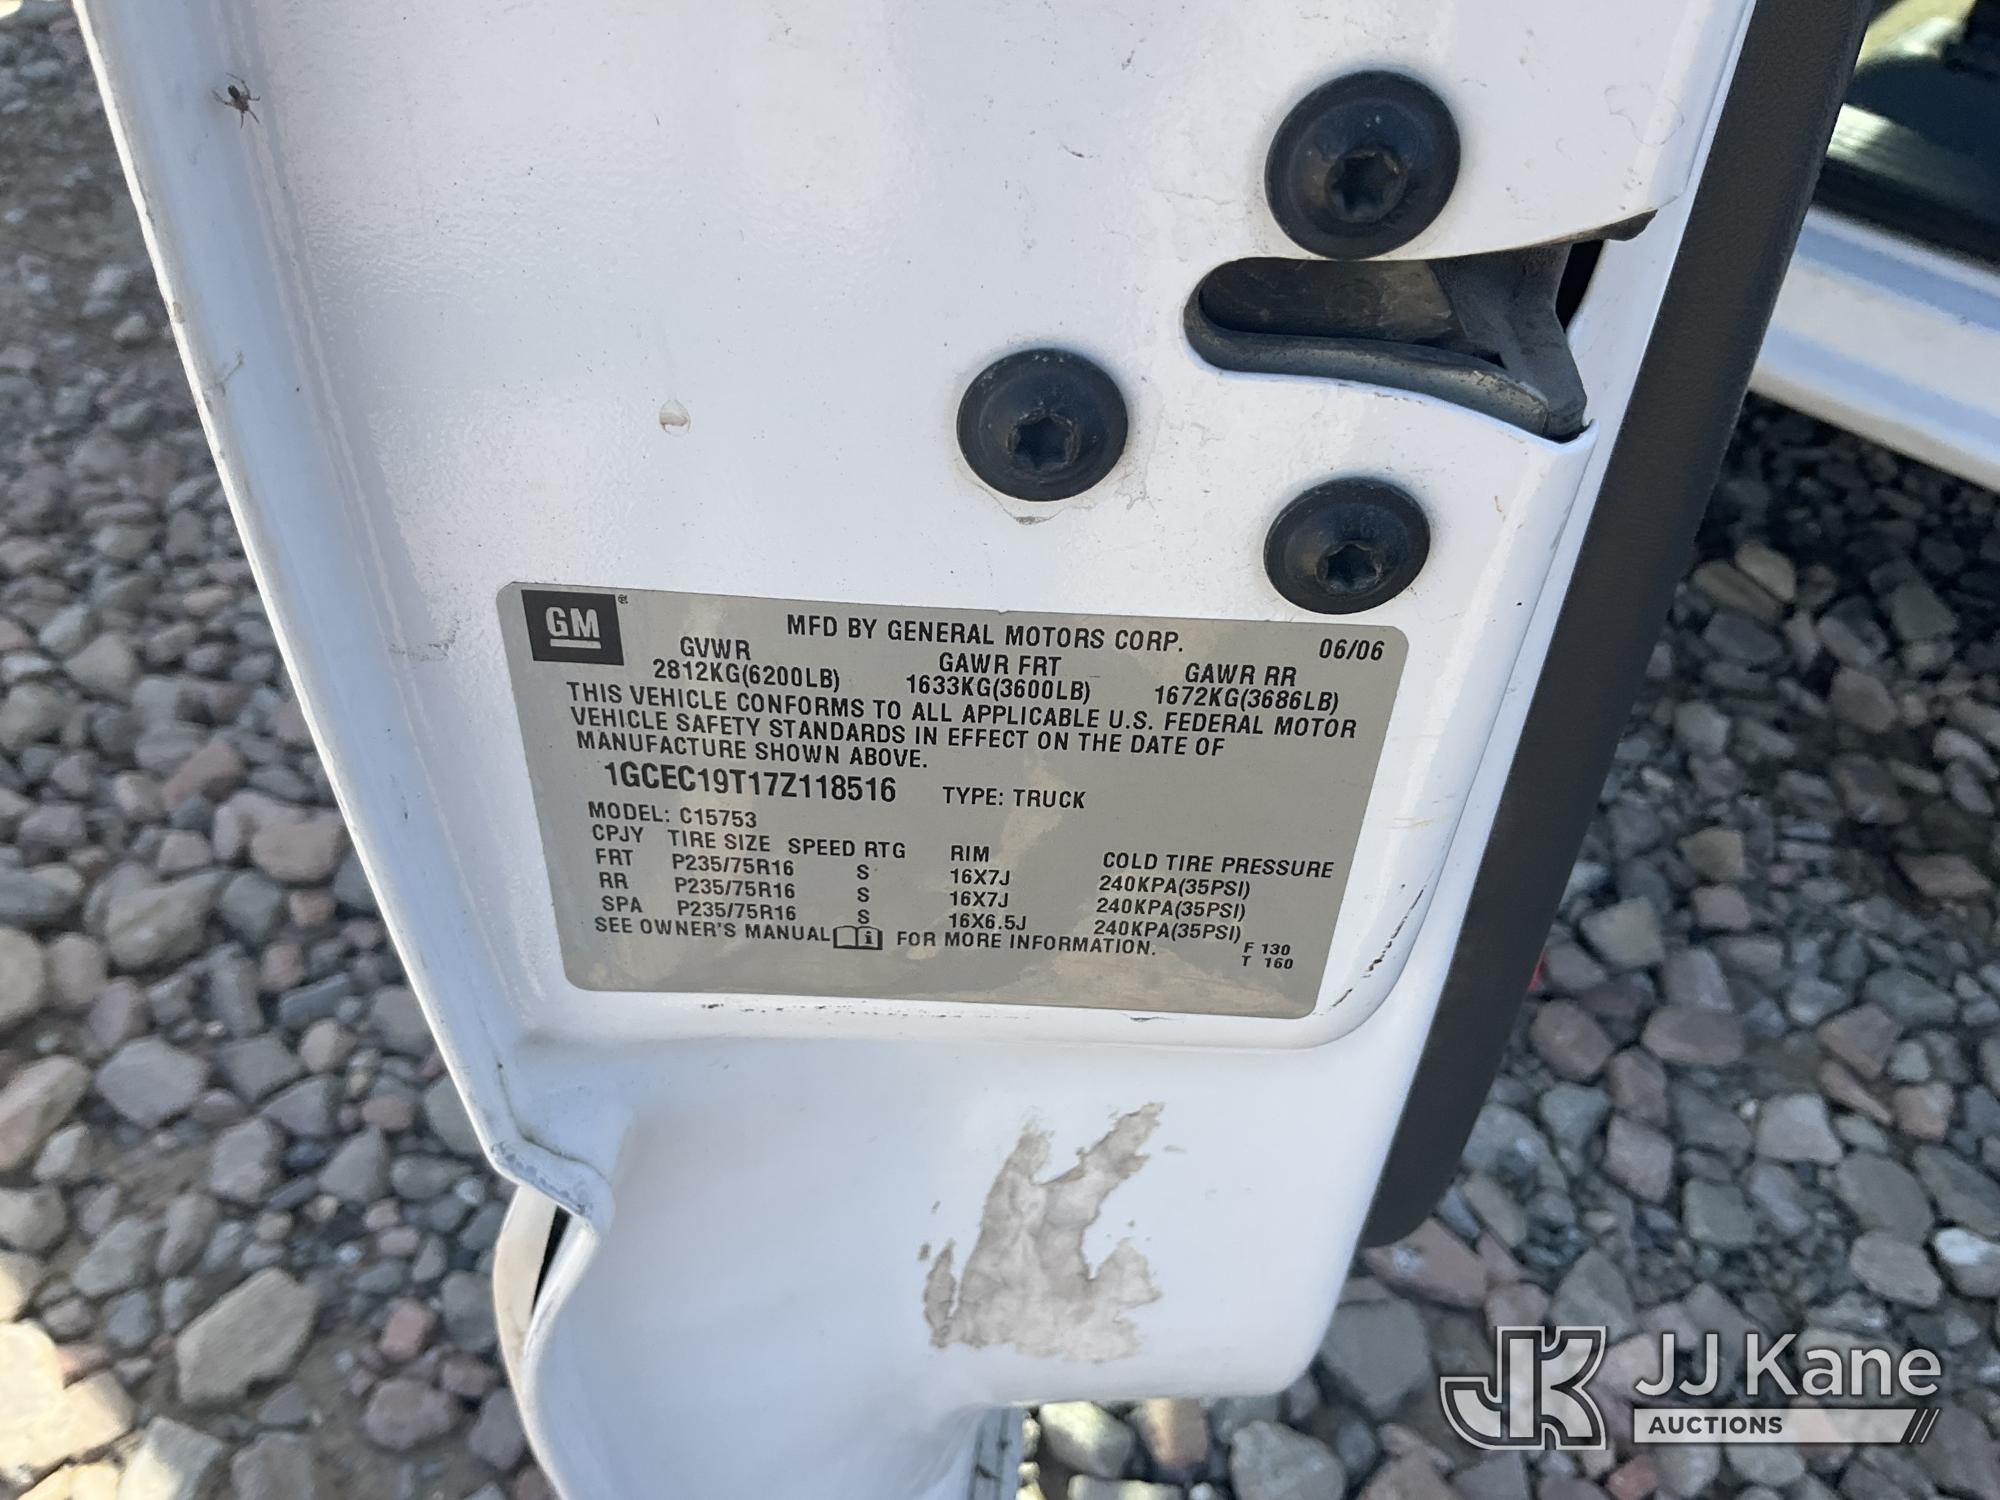 GM
MFD BY GENERAL MOTORS CORP. 06/06
GVWR GAWR FRT GAWR RR
2812KG(6200LB) 1633KG(3600LB) 1672KG(3686LB)
THIS VEHICLE CONFORMS TO ALL APPLICABLE U.S. FEDERAL MOTOR
VEHICLE SAFETY STANDARDS IN EFFECT ON THE DATE OF
MANUFACTURE SHOWN ABOVE.
1GCEC19T17Z118516 TYPE: TRUCK
MODEL: C15753
CPJY TIRE SIZE SPEED RTG RIM COLD TIRE PRESSURE
FRT P235/75R16 S 16X7J 240KPA(35PSI)
RR P235/75R16 S 16X7J 240KPA(35PSI)
SPA P235/75R16 S 16X6.5J 240KPA(35PSI)
SEE OWNER'S MANUAL i FOR MORE INFORMATION. F 130
T 160
JK JJ Kane
AUCTIONS